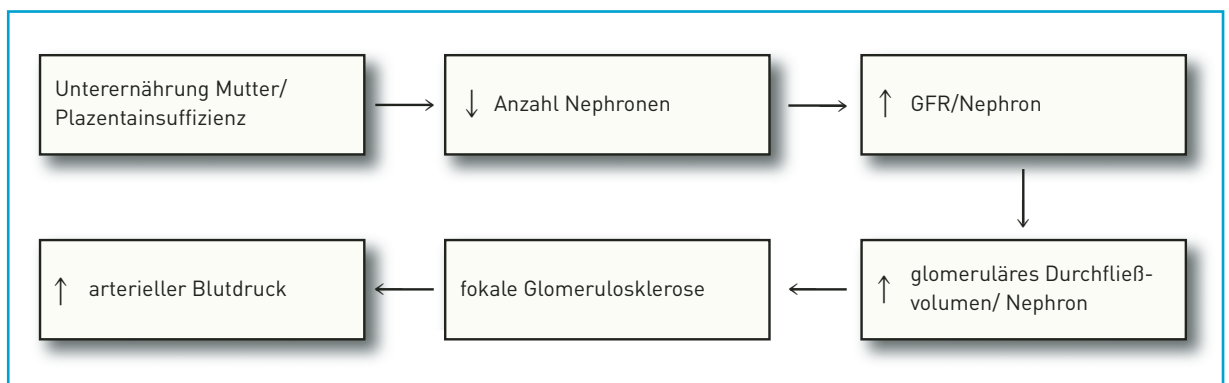 Unterernährung Mutter/
Plazentainsuffizienz
↓ Anzahl Nephronen
↑ GFR/Nephron
↑ glomeruläres Durchfließ-
volumen/ Nephron
fokale Glomerulosklerose
↑ arterieller Blutdruck